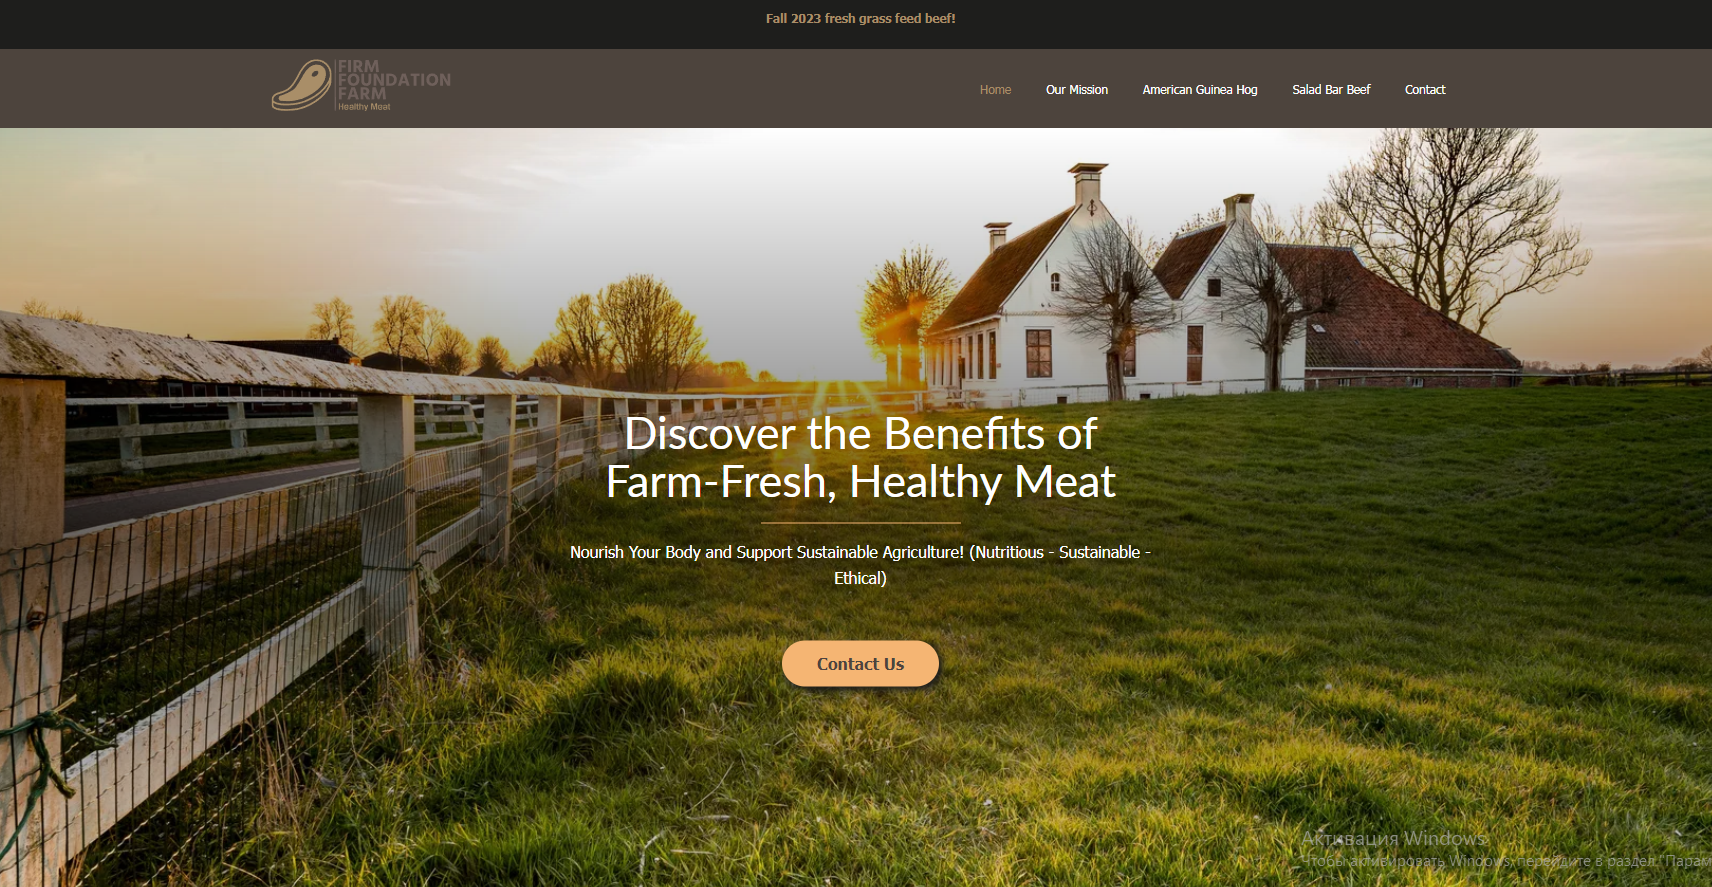 Fall 2023 fresh grass feed beef!
FIRM
FOUNDATION
FARM
Healthy Meat
Home
Our Mission
American Guinea Hog
Salad Bar Beef
Contact
Discover the Benefits of
Farm-Fresh, Healthy Meat
Nourish Your Body and Support Sustainable Agriculture! (Nutritious - Sustainable -
Ethical)
Contact Us
Активация Windows
Чтобы активировать Windows, перейдите в раздел "Парам